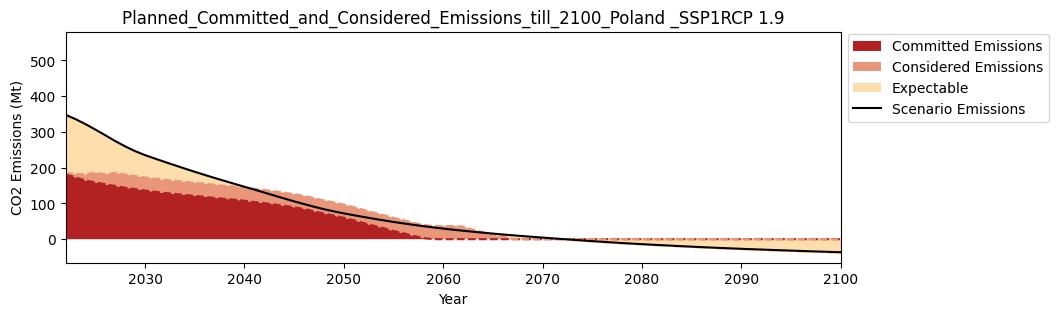 Planned_Committed_and_Considered_Emissions_till_2100_Poland _SSP1RCP 1.9
CO2 Emissions (Mt)
500
400
300
200
100
0
2030 2040 2050 2060 2070 2080 2090 2100
Year
Committed Emissions
Considered Emissions
Expectable
Scenario Emissions